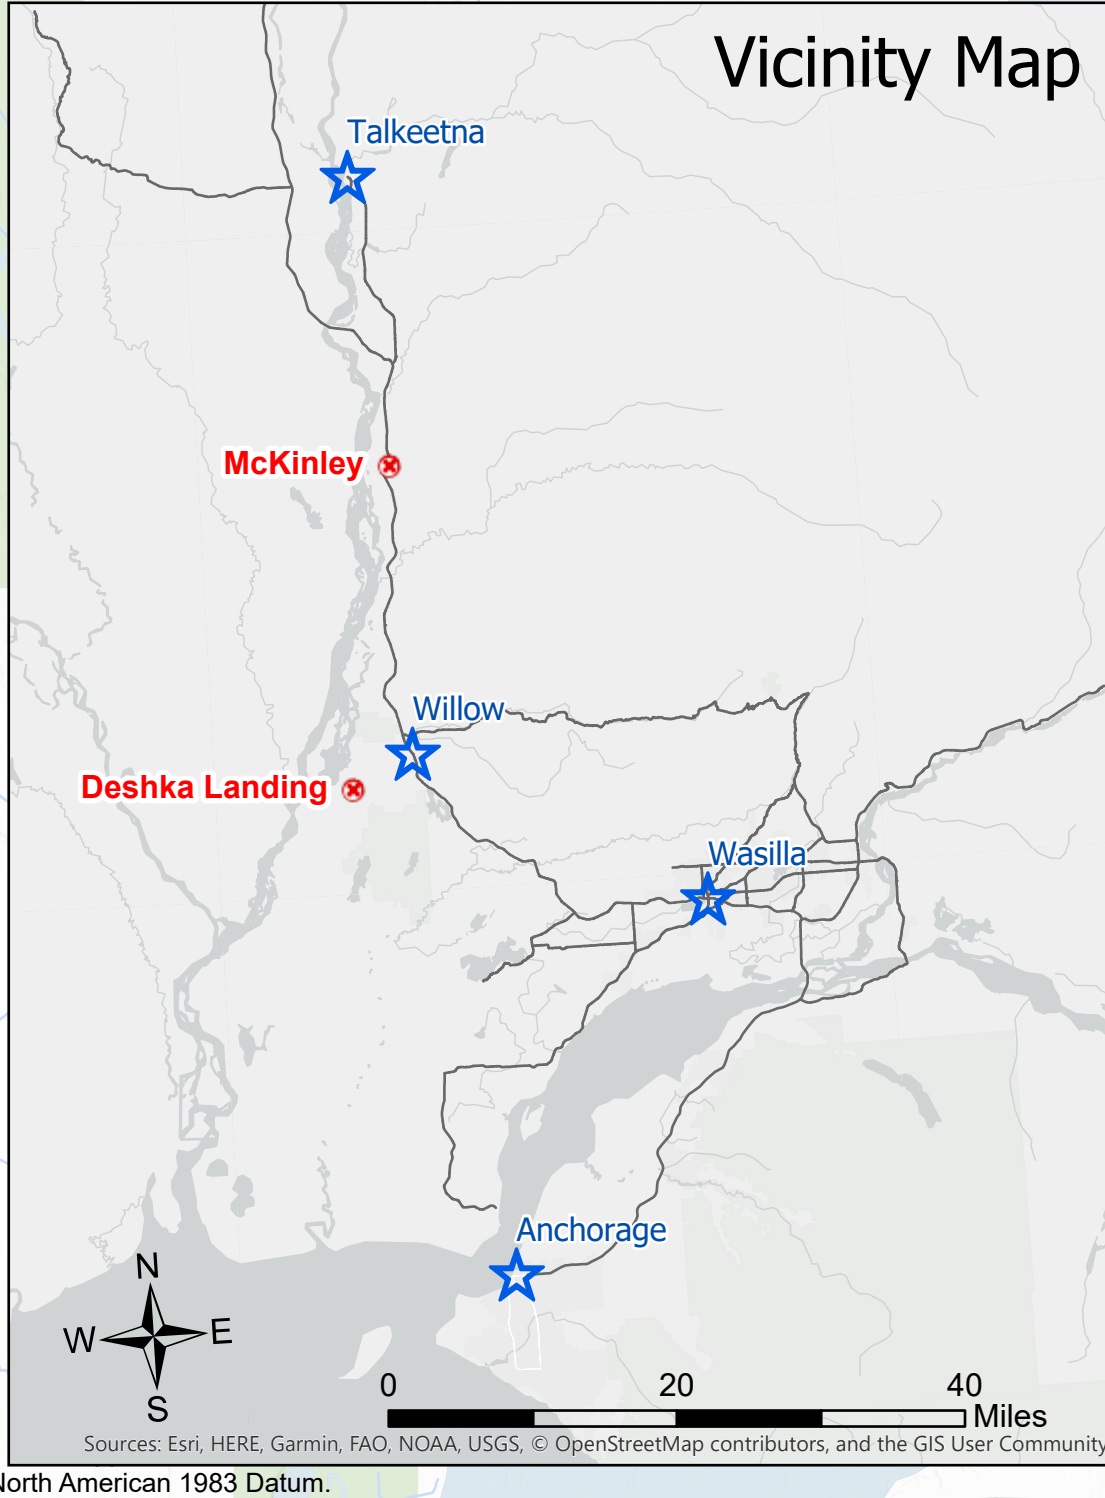 Vicinity Map
Talkeetna
McKinley
Willow
Deshka Landing
Wasilla
Anchorage
N
W E
S
0 20 40
Miles
Sources: Esri, HERE, Garmin, FAO, NOAA, USGS, © OpenStreetMap contributors, and the GIS User Community
North American 1983 Datum.